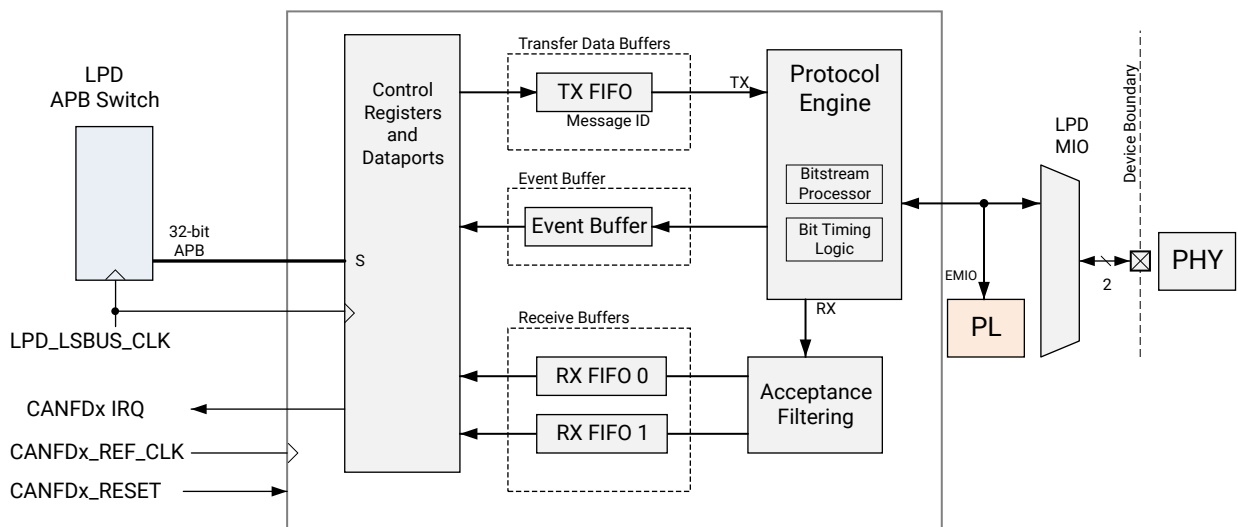 LPD
APB Switch
32-bit
APB
LPD_LSBUS_CLK
CANFDx IRQ
CANFDx_REF_CLK
CANFDx_RESET
S
Control
Registers
and
Dataports
Transfer Data Buffers
TX FIFO
Message ID
TX
Event Buffer
Event Buffer
Receive Buffers
RX FIFO 0
RX FIFO 1
Protocol
Engine
Bitstream
Processor
Bit Timing
Logic
RX
Acceptance
Filtering
EMIO
PL
LPD
MIO
2
Device Boundary
PHY